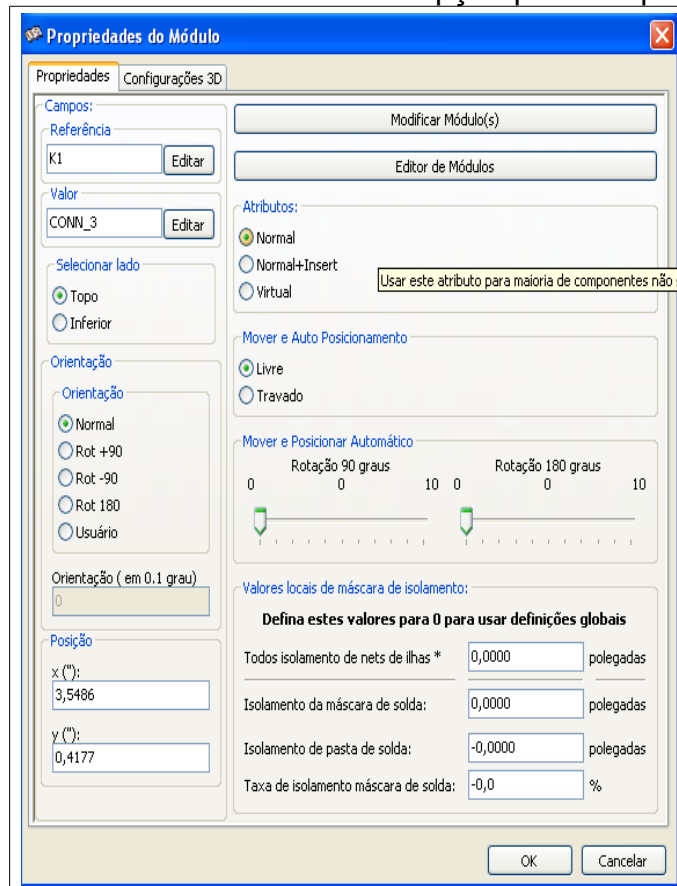 Propriedades do Módulo
Propriedades
Configurações 3D
Campos:
Referência
K1
Editar
Valor
CONN_3
Editar
Selecionar lado
Topo
Inferior
Orientação
Orientação
Normal
Rot +90
Rot -90
Rot 180
Usuário
Orientação ( em 0.1 grau)
0
Posição
x ("):
3,5486
y ("):
0,4177
Modificar Módulo(s)
Editor de Módulos
Atributos:
Normal
Normal+Insert
Virtual
Usar este atributo para maioria de componentes não
Mover e Auto Posicionamento
Livre
Travado
Mover e Posicionar Automático
Rotação 90 graus
0 0 10
Rotação 180 graus
0 0 10
Valores locais de máscara de isolamento:
Defina estes valores para 0 para usar definições globais
Todos isolamento de nets de ilhas * 0,0000 polegadas
Isolamento da máscara de solda: 0,0000 polegadas
Isolamento de pasta de solda: -0,0000 polegadas
Taxa de isolamento máscara de solda: -0,0 %
OK
Cancelar